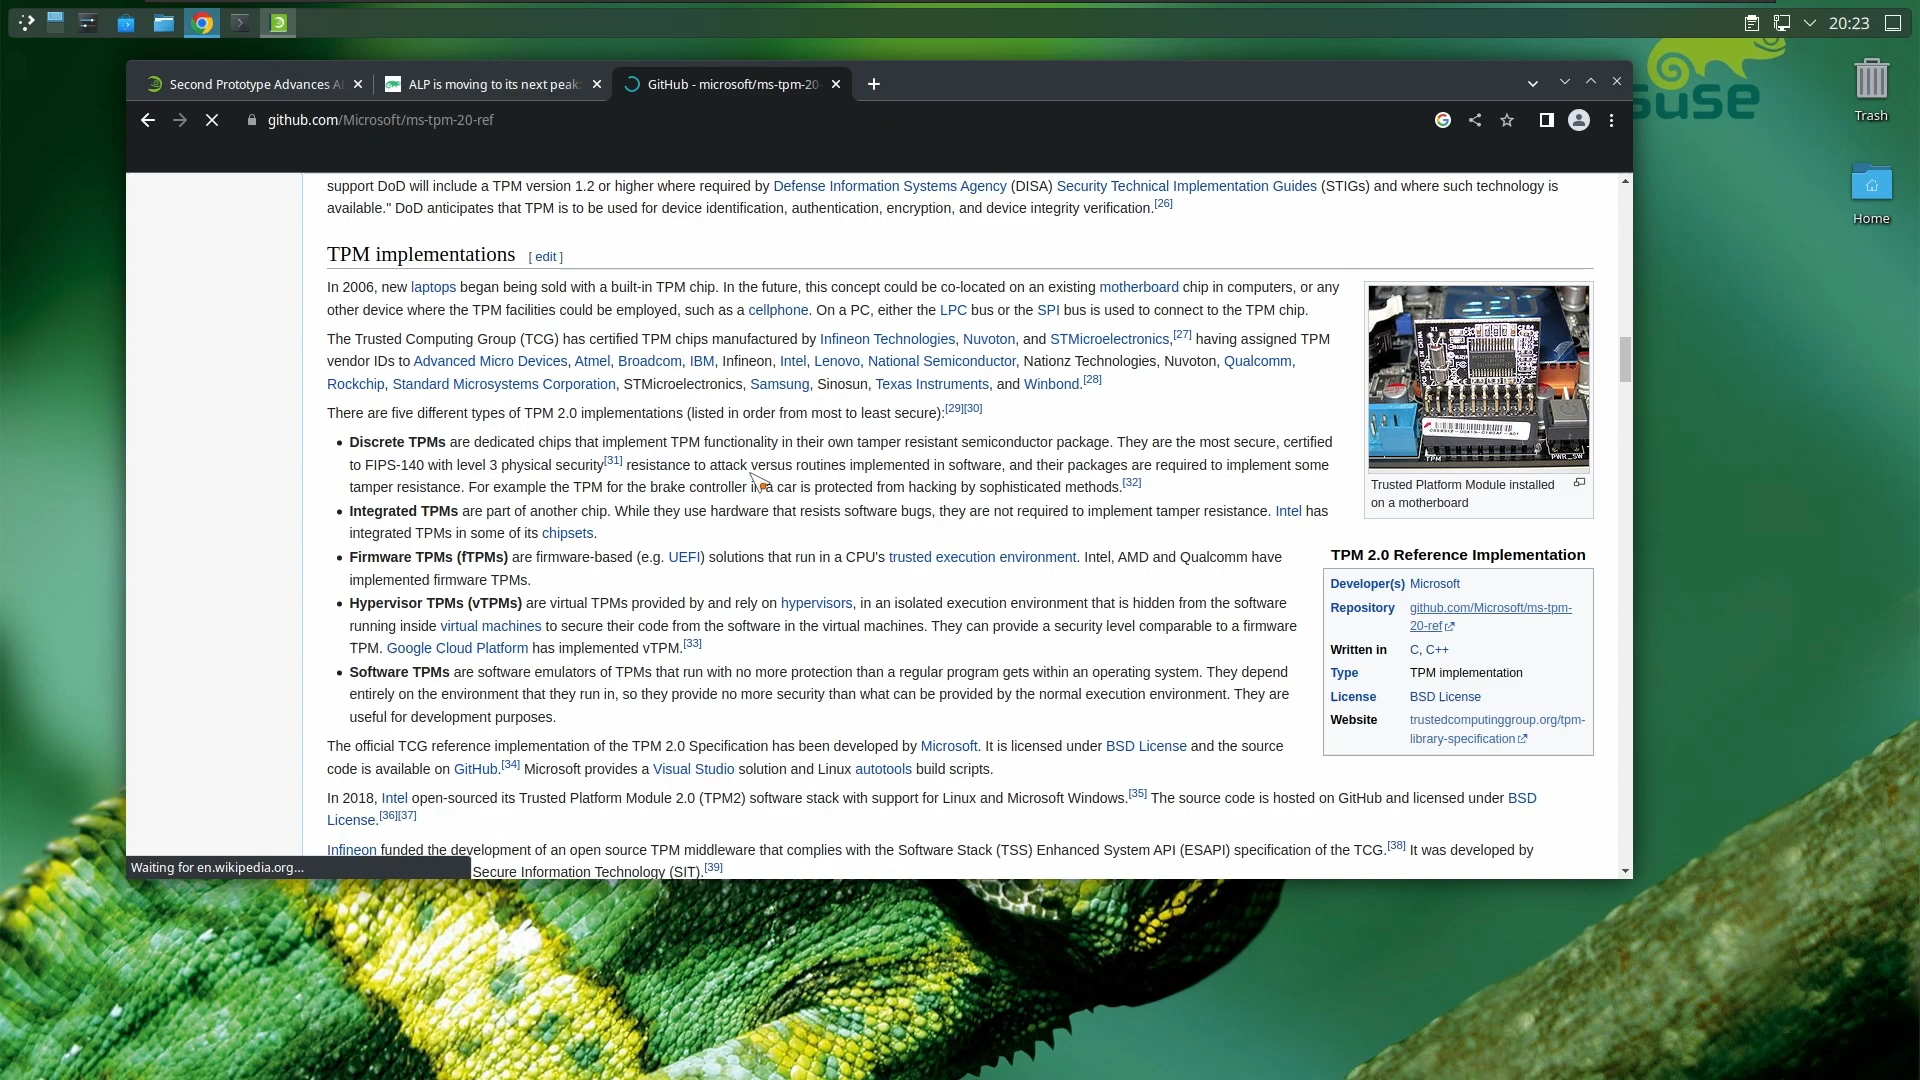 20:23
Second Prototype Advances AL
ALP is moving to its next peak
GitHub - microsoft/ms-tpm-20-
github.com/Microsoft/ms-tpm-20-ref
suse
Trash
Home
support DoD will include a TPM version 1.2 or higher where required by Defense Information Systems Agency (DISA) Security Technical Implementation Guides (STIGs) and where such technology is
available." DoD anticipates that TPM is to be used for device identification, authentication, encryption, and device integrity verification.[26]
TPM implementations [ edit ]
In 2006, new laptops began being sold with a built-in TPM chip. In the future, this concept could be co-located on an existing motherboard chip in computers, or any
other device where the TPM facilities could be employed, such as a cellphone. On a PC, either the LPC bus or the SPI bus is used to connect to the TPM chip.
The Trusted Computing Group (TCG) has certified TPM chips manufactured by Infineon Technologies, Nuvoton, and STMicroelectronics,[27] having assigned TPM
vendor IDs to Advanced Micro Devices, Atmel, Broadcom, IBM, Infineon, Intel, Lenovo, National Semiconductor, Nationz Technologies, Nuvoton, Qualcomm,
Rockchip, Standard Microsystems Corporation, STMicroelectronics, Samsung, Sinosun, Texas Instruments, and Winbond.[28]
There are five different types of TPM 2.0 implementations (listed in order from most to least secure):[29][30]
• Discrete TPMs are dedicated chips that implement TPM functionality in their own tamper resistant semiconductor package. They are the most secure, certified
to FIPS-140 with level 3 physical security[31] resistance to attack versus routines implemented in software, and their packages are required to implement some
tamper resistance. For example the TPM for the brake controller in a car is protected from hacking by sophisticated methods.[32]
• Integrated TPMs are part of another chip. While they use hardware that resists software bugs, they are not required to implement tamper resistance. Intel has
integrated TPMs in some of its chipsets.
• Firmware TPMs (fTPMs) are firmware-based (e.g. UEFI) solutions that run in a CPU's trusted execution environment. Intel, AMD and Qualcomm have
implemented firmware TPMs.
• Hypervisor TPMs (vTPMs) are virtual TPMs provided by and rely on hypervisors, in an isolated execution environment that is hidden from the software
running inside virtual machines to secure their code from the software in the virtual machines. They can provide a security level comparable to a firmware
TPM. Google Cloud Platform has implemented vTPM.[33]
• Software TPMs are software emulators of TPMs that run with no more protection than a regular program gets within an operating system. They depend
entirely on the environment that they run in, so they provide no more security than what can be provided by the normal execution environment. They are
useful for development purposes.
The official TCG reference implementation of the TPM 2.0 Specification has been developed by Microsoft. It is licensed under BSD License and the source
code is available on GitHub.[34] Microsoft provides a Visual Studio solution and Linux autotools build scripts.
In 2018, Intel open-sourced its Trusted Platform Module 2.0 (TPM2) software stack with support for Linux and Microsoft Windows.[35] The source code is hosted on GitHub and licensed under BSD
License.[36][37]
Infineon funded the development of an open source TPM middleware that complies with the Software Stack (TSS) Enhanced System API (ESAPI) specification of the TCG.[38] It was developed by
Secure Information Technology (SIT).[39]
TPM
PWR_SW
Trusted Platform Module installed
on a motherboard
TPM 2.0 Reference Implementation
Developer(s) Microsoft
Repository github.com/Microsoft/ms-tpm-
20-ref
Written in C, C++
Type TPM implementation
License BSD License
Website trustedcomputinggroup.org/tpm-
library-specification
Waiting for en.wikipedia.org...